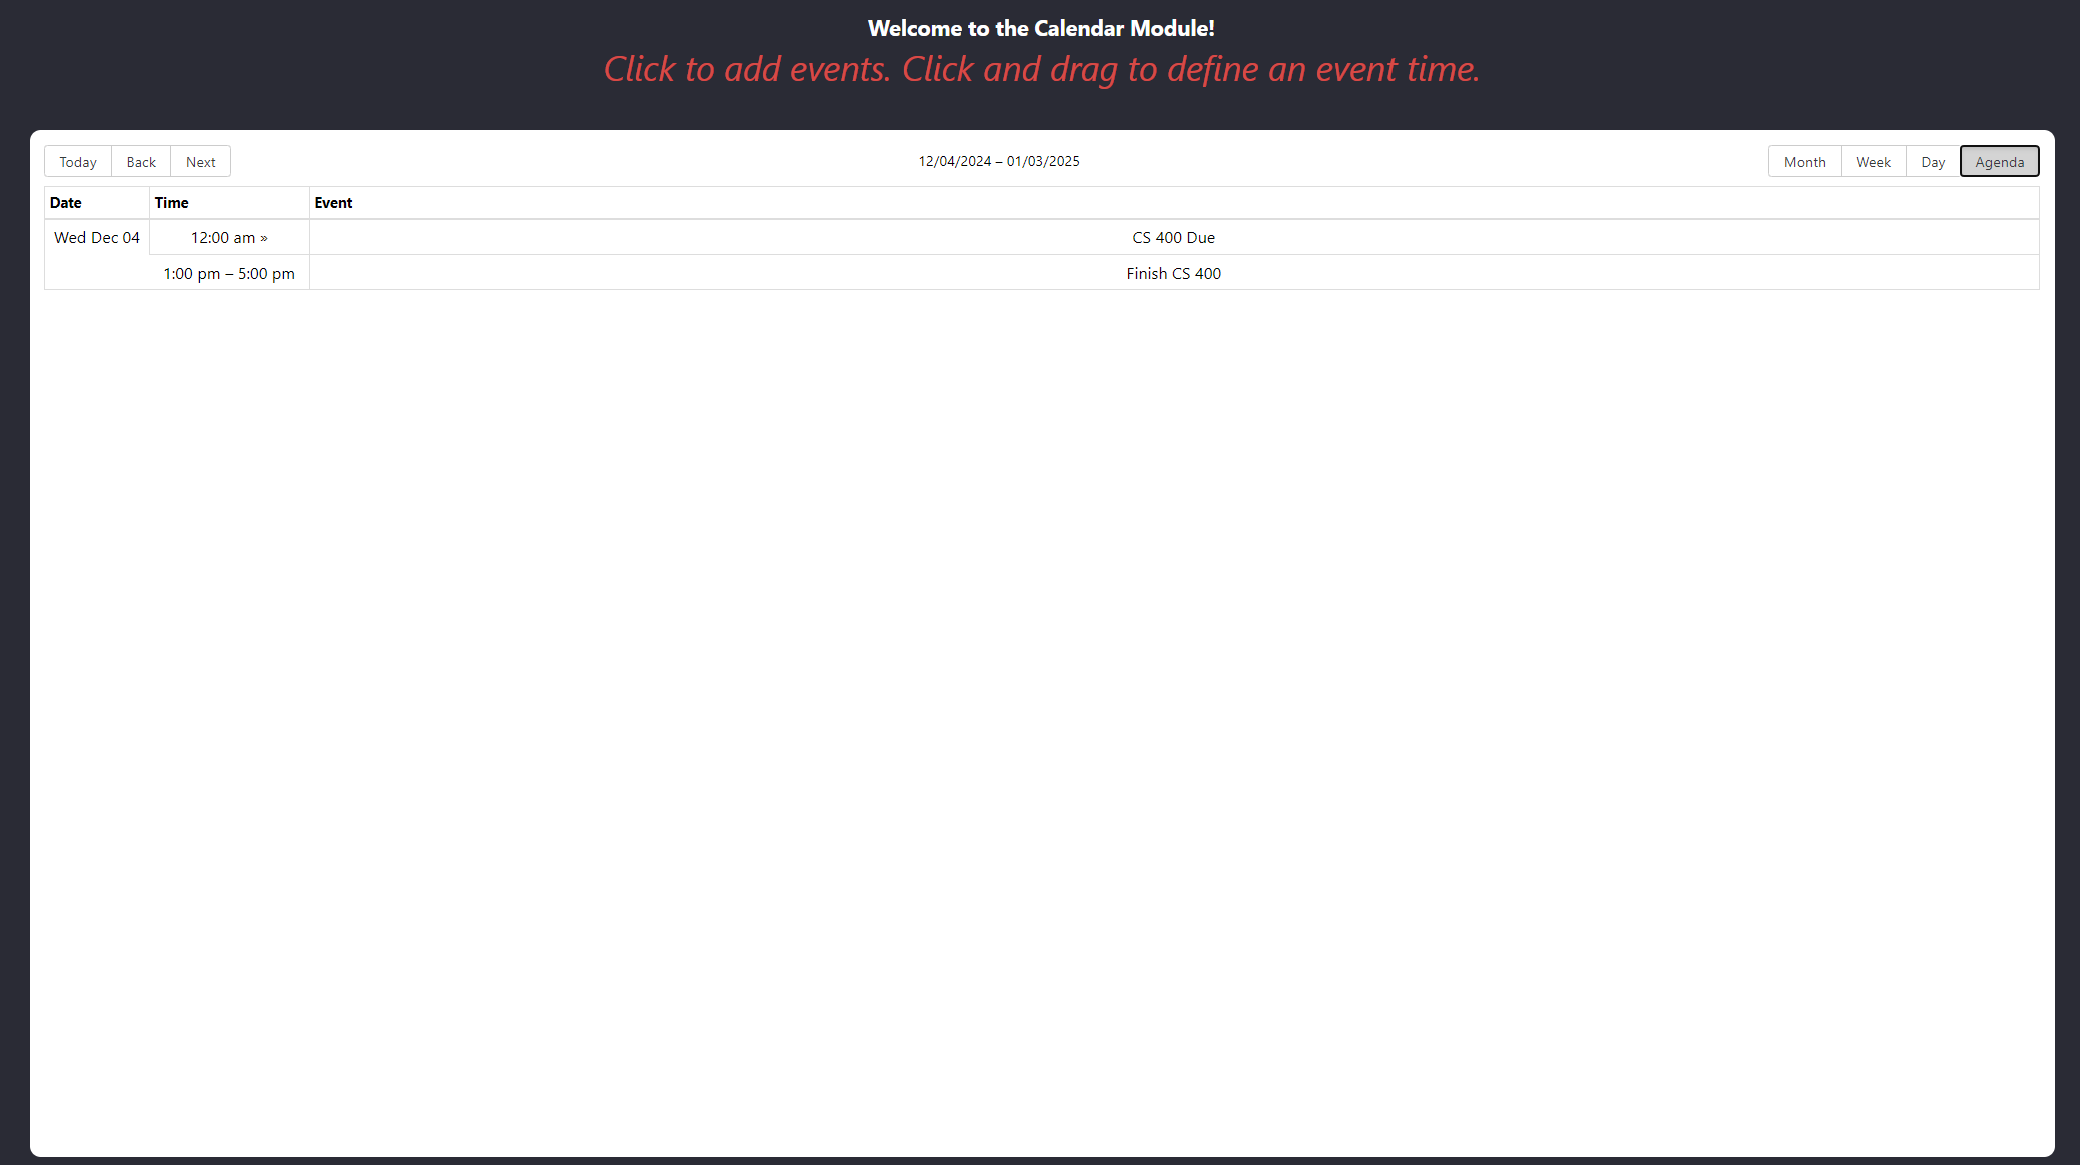 Welcome to the Calendar Module!
Click to add events. Click and drag to define an event time.
Today Back Next 12/04/2024 – 01/03/2025 Month Week Day Agenda
Date Time Event
Wed Dec 04 12:00 am » CS 400 Due
1:00 pm – 5:00 pm Finish CS 400